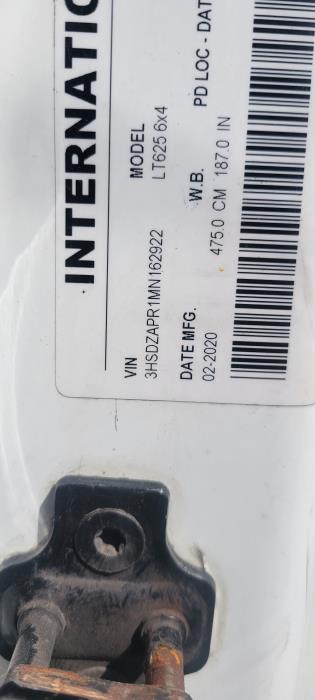 INTERNATIO
VIN MODEL
3HSDZAPR1MN162922 LT625 6x4
DATE MFG. W.B. PD LOC - DAT
02-2020 475.0 CM 187.0 IN